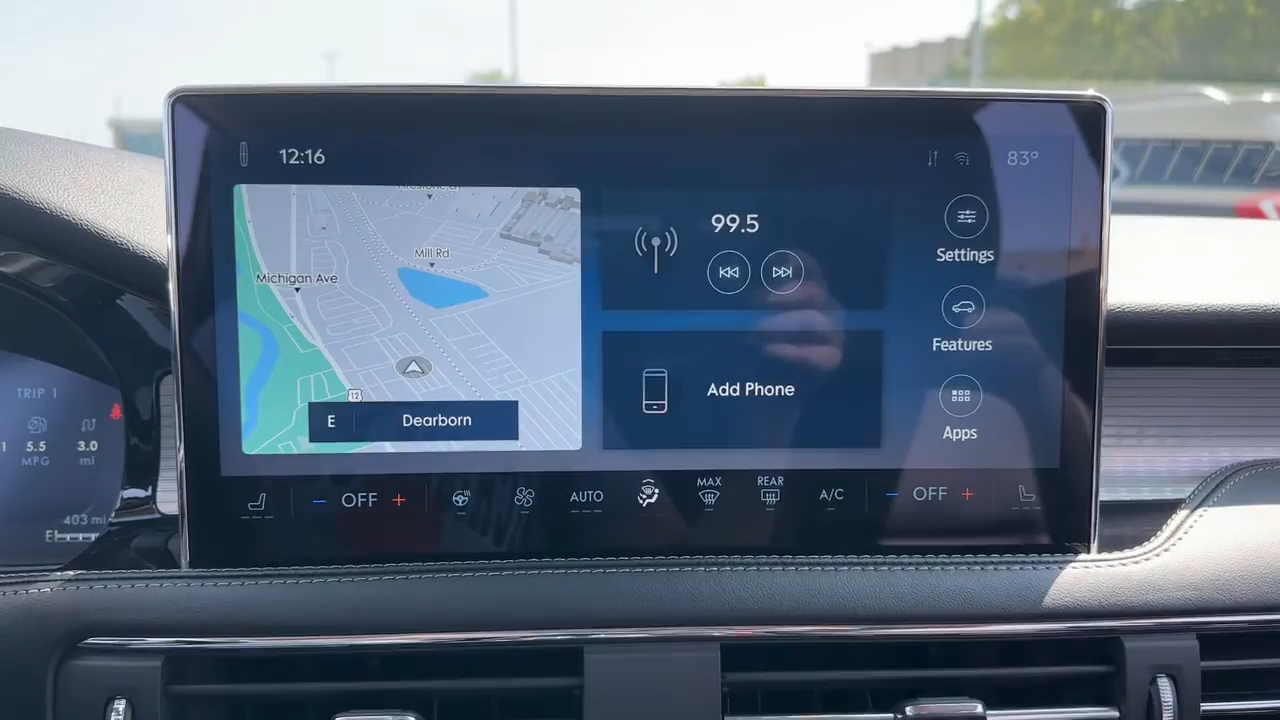 12:16
83°
Mill Rd
Michigan Ave
12
E
Dearborn
99.5
Add Phone
Settings
Features
Apps
OFF
AUTO
MAX
REAR
A/C
OFF
TRIP 1
5.5
MPG
3.0
mi
403 mi
E